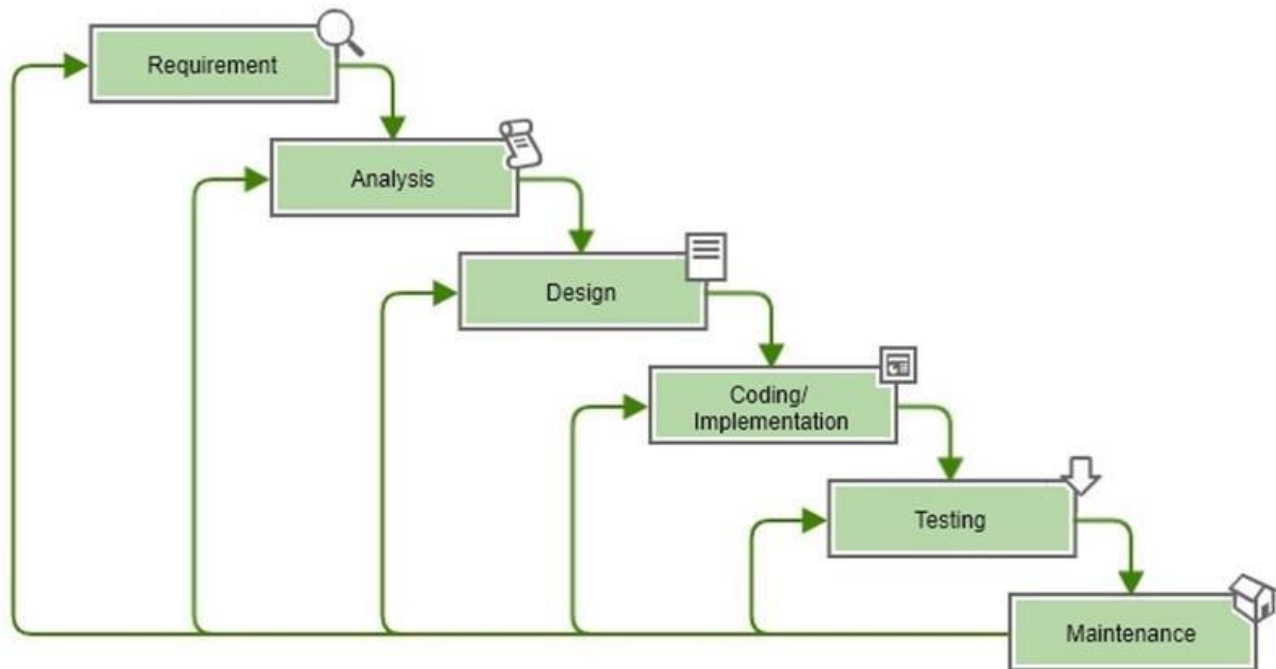 Requirement
Analysis
Design
Coding/
Implementation
Testing
Maintenance